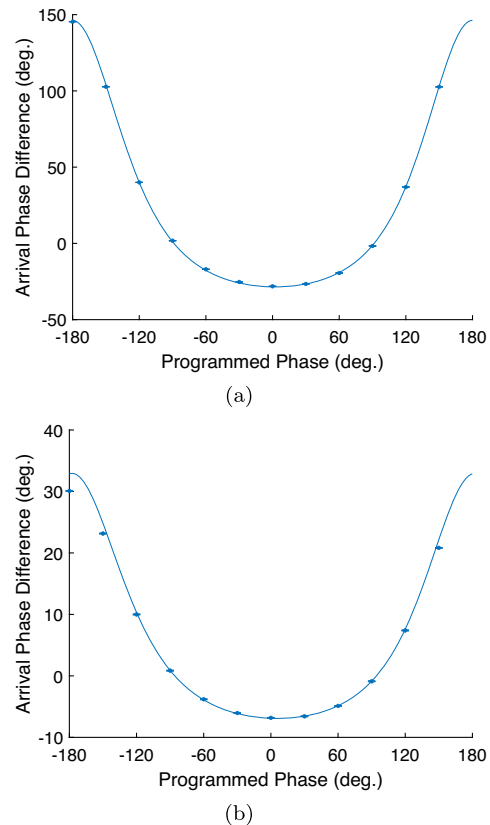 150
100
50
0
-50
Arrival Phase Difference (deg.)
-180 -120 -60 0 60 120 180
Programmed Phase (deg.)
(a)
40
30
20
10
0
-10
Arrival Phase Difference (deg.)
-180 -120 -60 0 60 120 180
Programmed Phase (deg.)
(b)